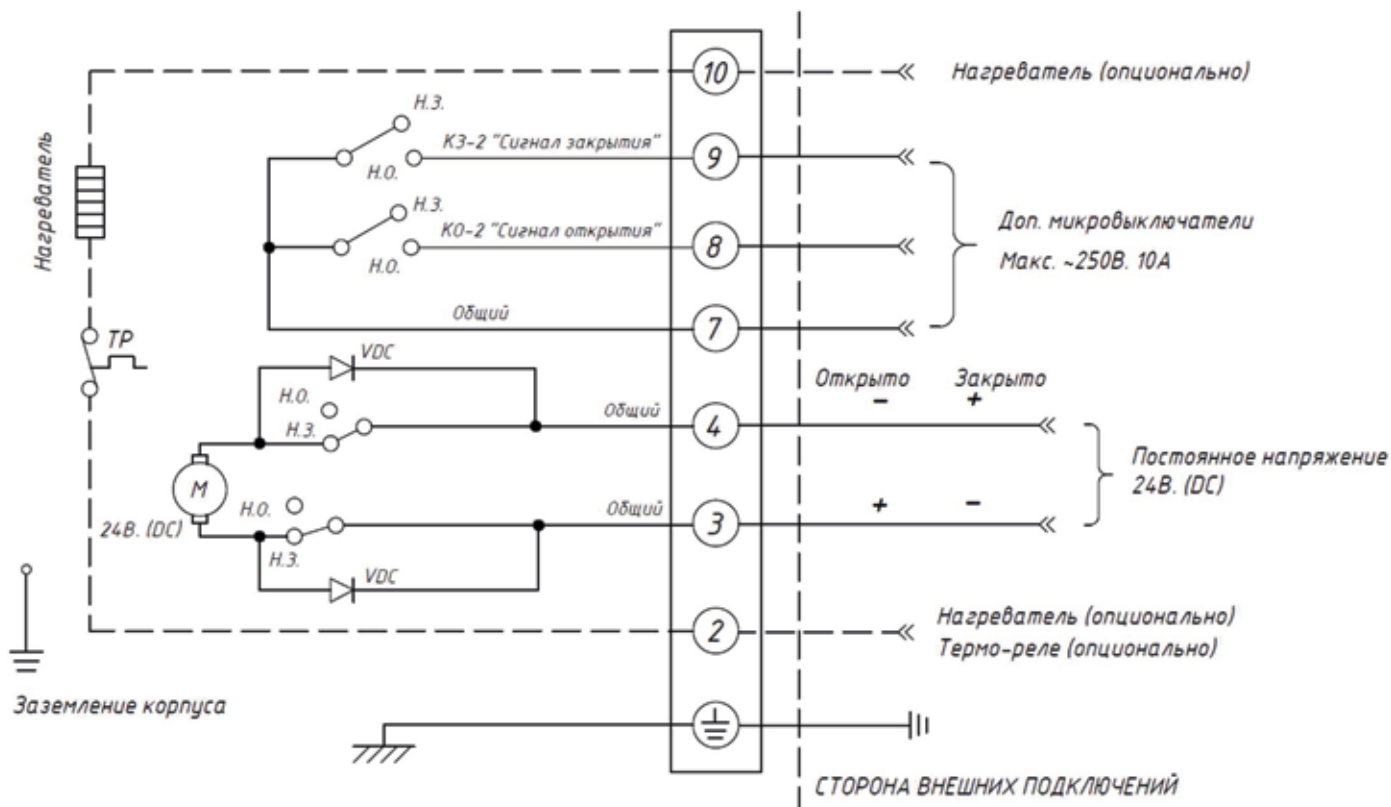 10
Нагреватель (опционально)
Н.З.
КЗ-2 "Сигнал закрытия"
9
Н.О.
Н.З.
КО-2 "Сигнал открытия"
8
Н.О.
Доп. микровыключатели
Макс. ~250В. 10А
Нагреватель
Общий
7
ТР
VDC
Открыто
Закрыто
- +
Н.О.
Общий
4
Н.З.
Постоянное напряжение
24В. (DC)
М
+ -
Н.О.
Общий
3
24В. (DC)
Н.З.
VDC
2
Нагреватель (опционально)
Термо-реле (опционально)
Заземление корпуса
СТОРОНА ВНЕШНИХ ПОДКЛЮЧЕНИЙ